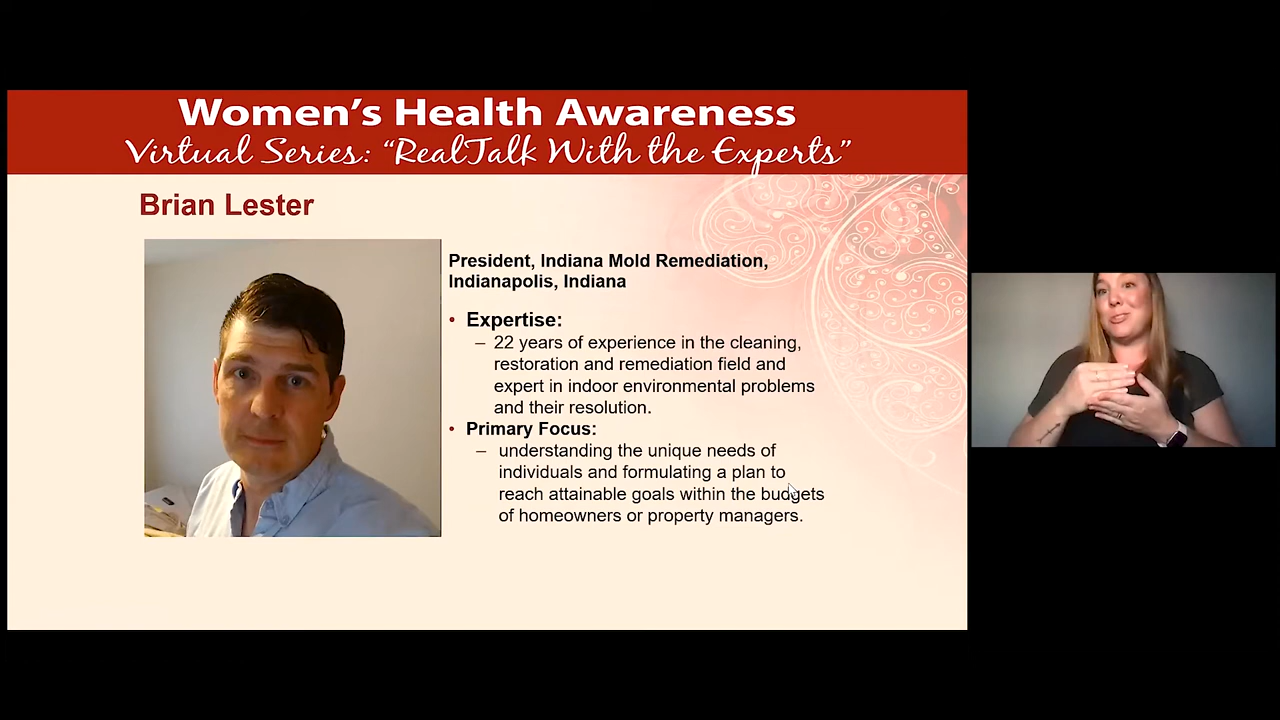 Women's Health Awareness
Virtual Series: “RealTalk With the Experts”
Brian Lester
President, Indiana Mold Remediation,
Indianapolis, Indiana
• Expertise:
– 22 years of experience in the cleaning,
restoration and remediation field and
expert in indoor environmental problems
and their resolution.
• Primary Focus:
– understanding the unique needs of
individuals and formulating a plan to
reach attainable goals within the budgets
of homeowners or property managers.